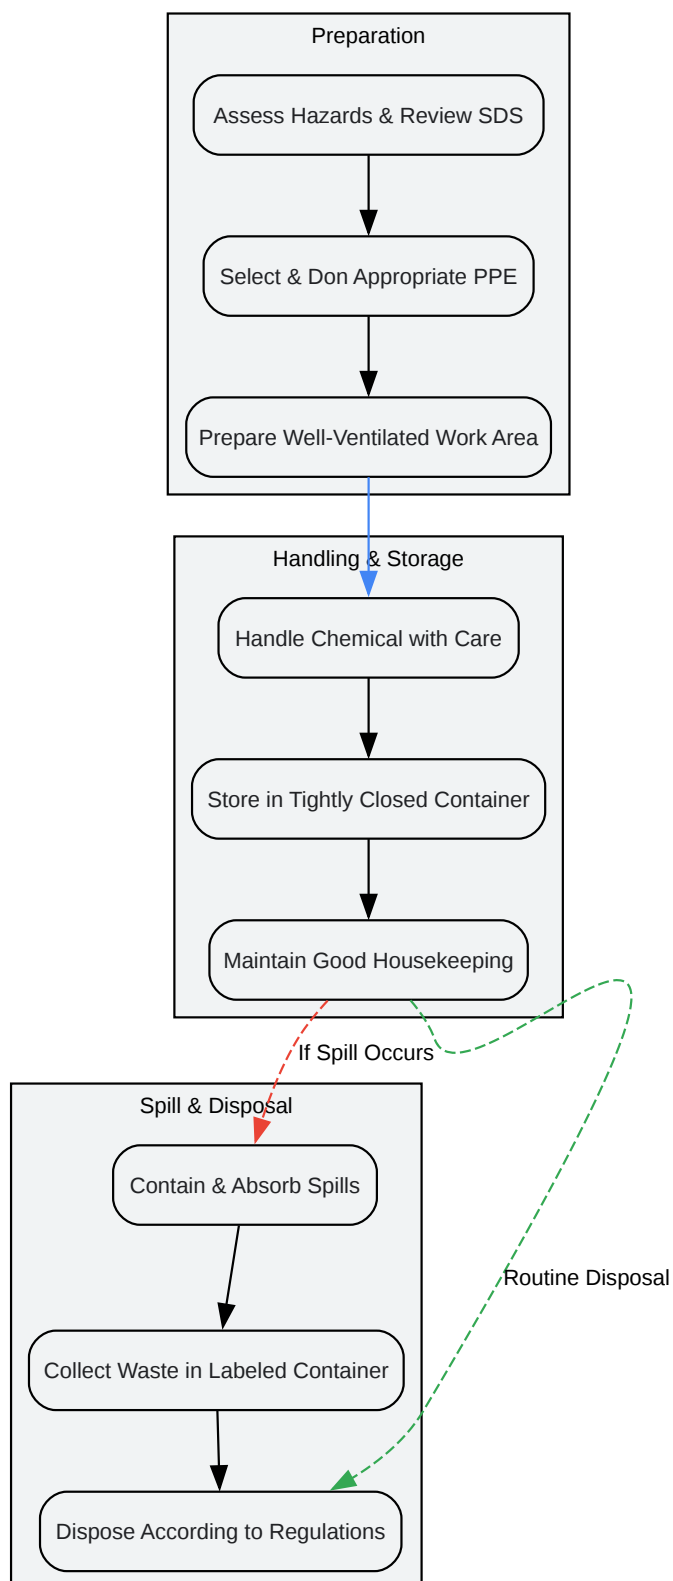 Preparation
Assess Hazards & Review SDS
Select & Don Appropriate PPE
Prepare Well-Ventilated Work Area
Handling & Storage
Handle Chemical with Care
Store in Tightly Closed Container
Maintain Good Housekeeping
If Spill Occurs
Spill & Disposal
Contain & Absorb Spills
Routine Disposal
Collect Waste in Labeled Container
Dispose According to Regulations